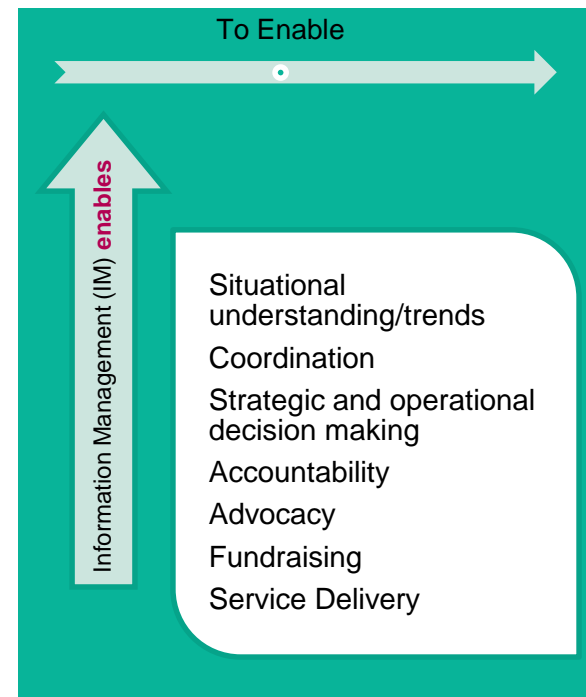 To Enable
Information Management (IM) enables
Situational
understanding/trends
Coordination
Strategic and operational
decision making
Accountability
Advocacy
Fundraising
Service Delivery